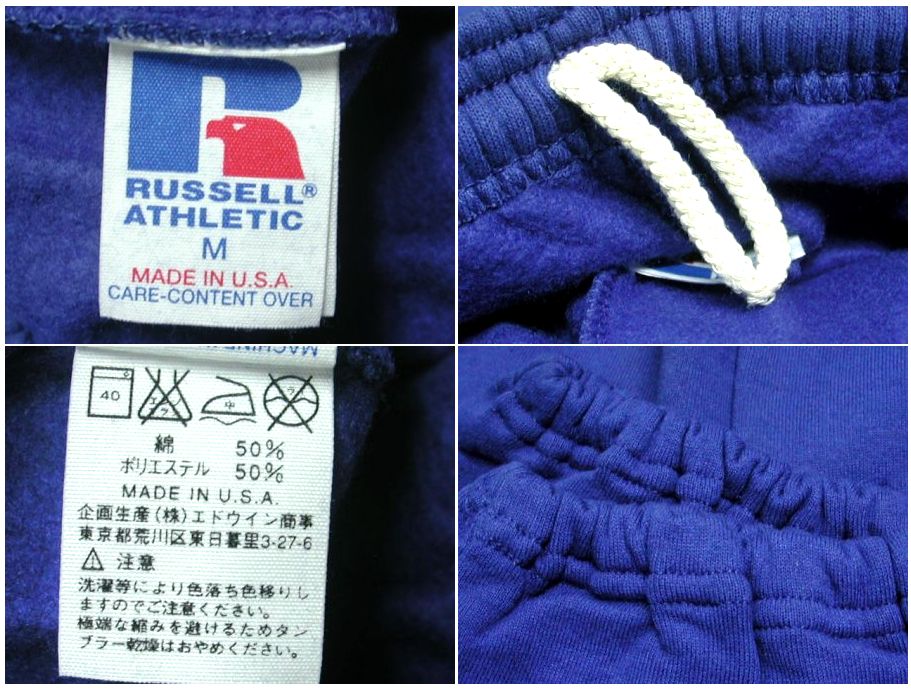 RUSSELL®
ATHLETIC
M
MADE IN U.S.A.
CARE-CONTENT OVER
40
エンソ
中
綿 50%
ポリエステル 50%
MADE IN U.S.A.
企画生産(株)エドウイン商事
東京都荒川区東日暮里3-27-6
注意
洗濯等により色落ち色移りし
ますのでご注意ください。
極端な縮みを避けるためタン
ブラー乾燥はおやめください。